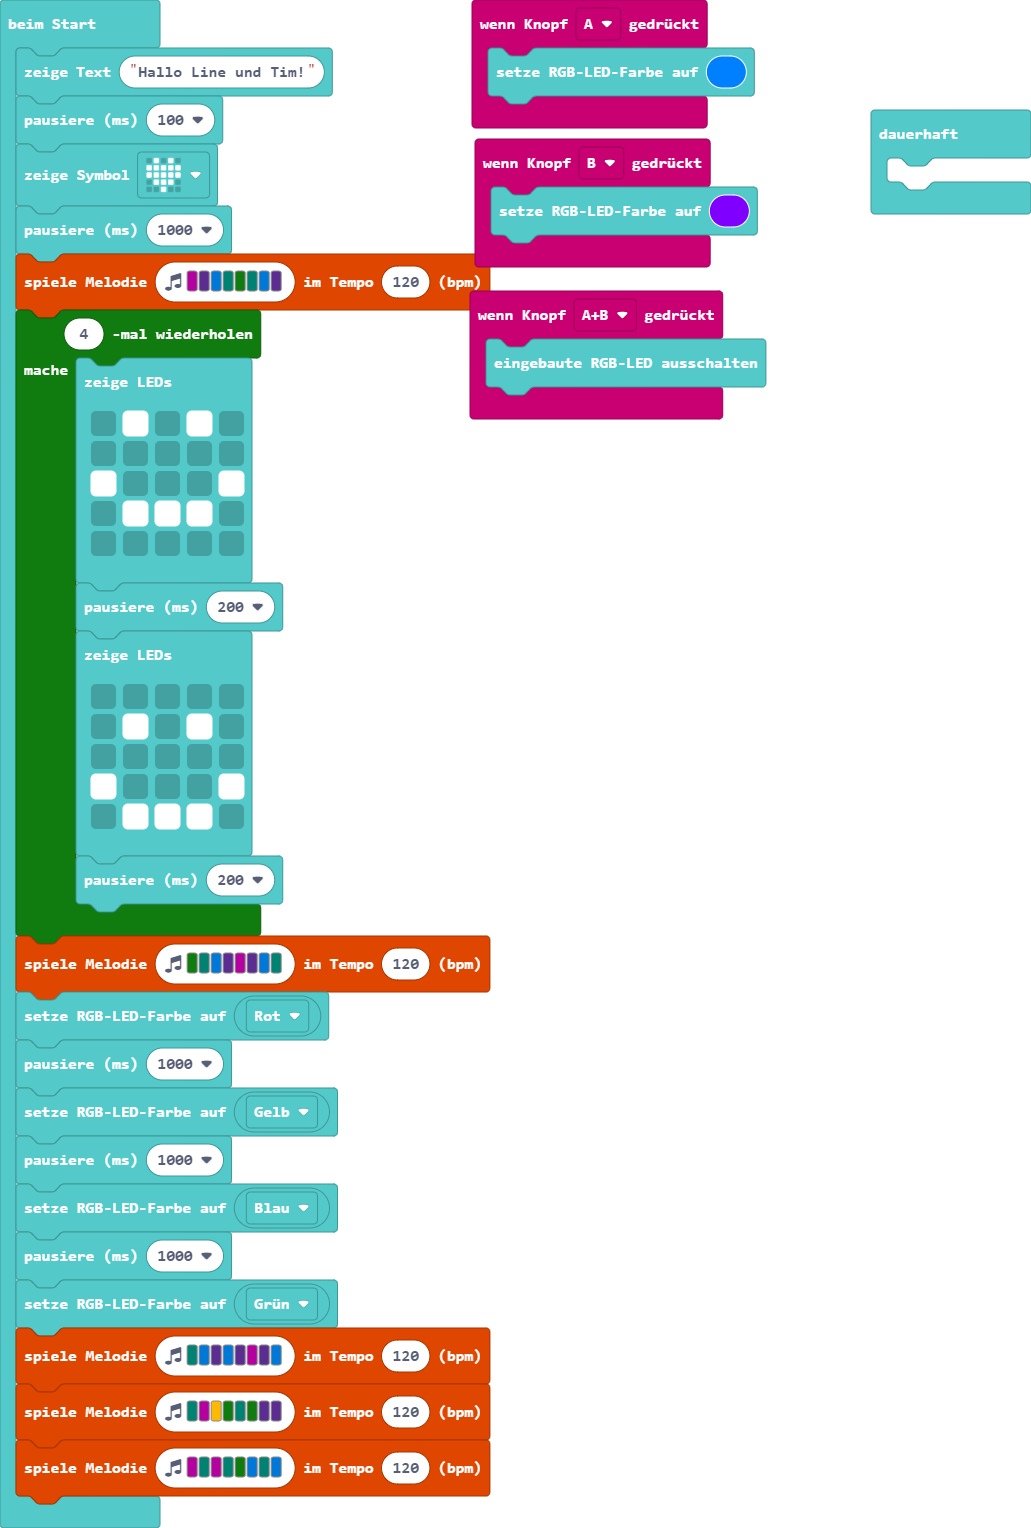 beim Start
zeige Text "Hallo Line und Tim!"
pausiere (ms) 100
zeige Symbol
pausiere (ms) 1000
spiele Melodie im Tempo 120 (bpm)
4 -mal wiederholen
mache
zeige LEDs
pausiere (ms) 200
zeige LEDs
pausiere (ms) 200
spiele Melodie im Tempo 120 (bpm)
setze RGB-LED-Farbe auf Rot
pausiere (ms) 1000
setze RGB-LED-Farbe auf Gelb
pausiere (ms) 1000
setze RGB-LED-Farbe auf Blau
pausiere (ms) 1000
setze RGB-LED-Farbe auf Grün
spiele Melodie im Tempo 120 (bpm)
spiele Melodie im Tempo 120 (bpm)
spiele Melodie im Tempo 120 (bpm)
wenn Knopf A gedrückt
setze RGB-LED-Farbe auf
wenn Knopf B gedrückt
setze RGB-LED-Farbe auf
wenn Knopf A+B gedrückt
eingebaute RGB-LED ausschalten
dauerhaft